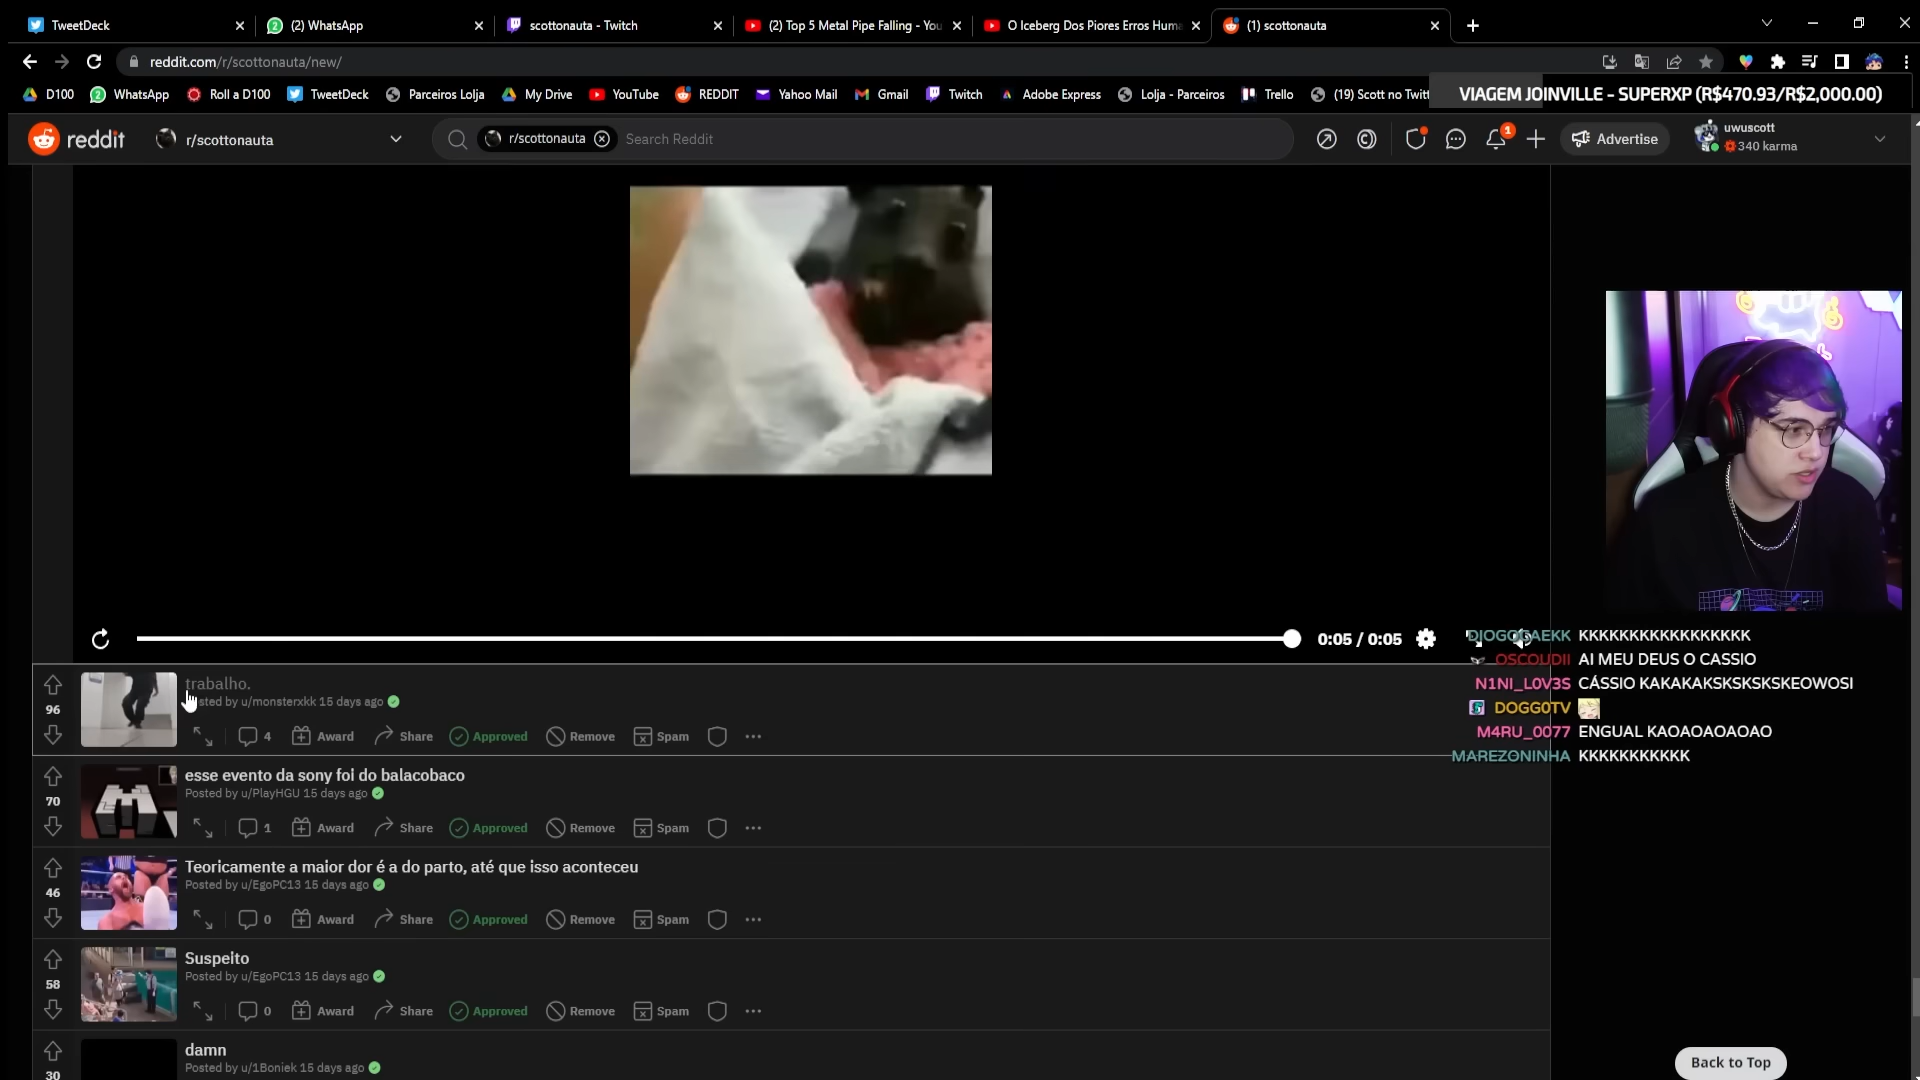 TweetDeck
(2) WhatsApp
scottonauta - Twitch
(2) Top 5 Metal Pipe Falling - You
O Iceberg Dos Piores Erros Huma
(1) scottonauta
reddit.com/r/scottonauta/new/
D100
WhatsApp
Roll a D100
TweetDeck
Parceiros Lolja
My Drive
YouTube
REDDIT
Yahoo Mail
Gmail
Twitch
Adobe Express
Lolja - Parceiros
Trello
(19) Scott no Twitt
VIAGEM JOINVILLE - SUPERXP (R$470.93/R$2,000.00)
reddit
r/scottonauta
r/scottonauta
Search Reddit
1
Advertise
uwuscott
340 karma
0:05 / 0:05
DIOGOGAEKK KKKKKKKKKKKKKKKKK
OSCOUDII AI MEU DEUS O CASSIO
N1NI_L0V3S CÁSSIO KAKAKAKSKSKSKSKEOWOSI
DOGG0TV
M4RU_0077 ENGUAL KAOAOAOAOAO
MAREZONINHA KKKKKKKKKKK
96
trabalho.
sted by u/monsterxkk 15 days ago
4 Award Share Approved Remove Spam
70
esse evento da sony foi do balacobaco
Posted by u/PlayHGU 15 days ago
1 Award Share Approved Remove Spam
46
Teoricamente a maior dor é a do parto, até que isso aconteceu
Posted by u/EgoPC13 15 days ago
0 Award Share Approved Remove Spam
58
Suspeito
Posted by u/EgoPC13 15 days ago
0 Award Share Approved Remove Spam
30
damn
Posted by u/1Boniek 15 days ago
Back to Top